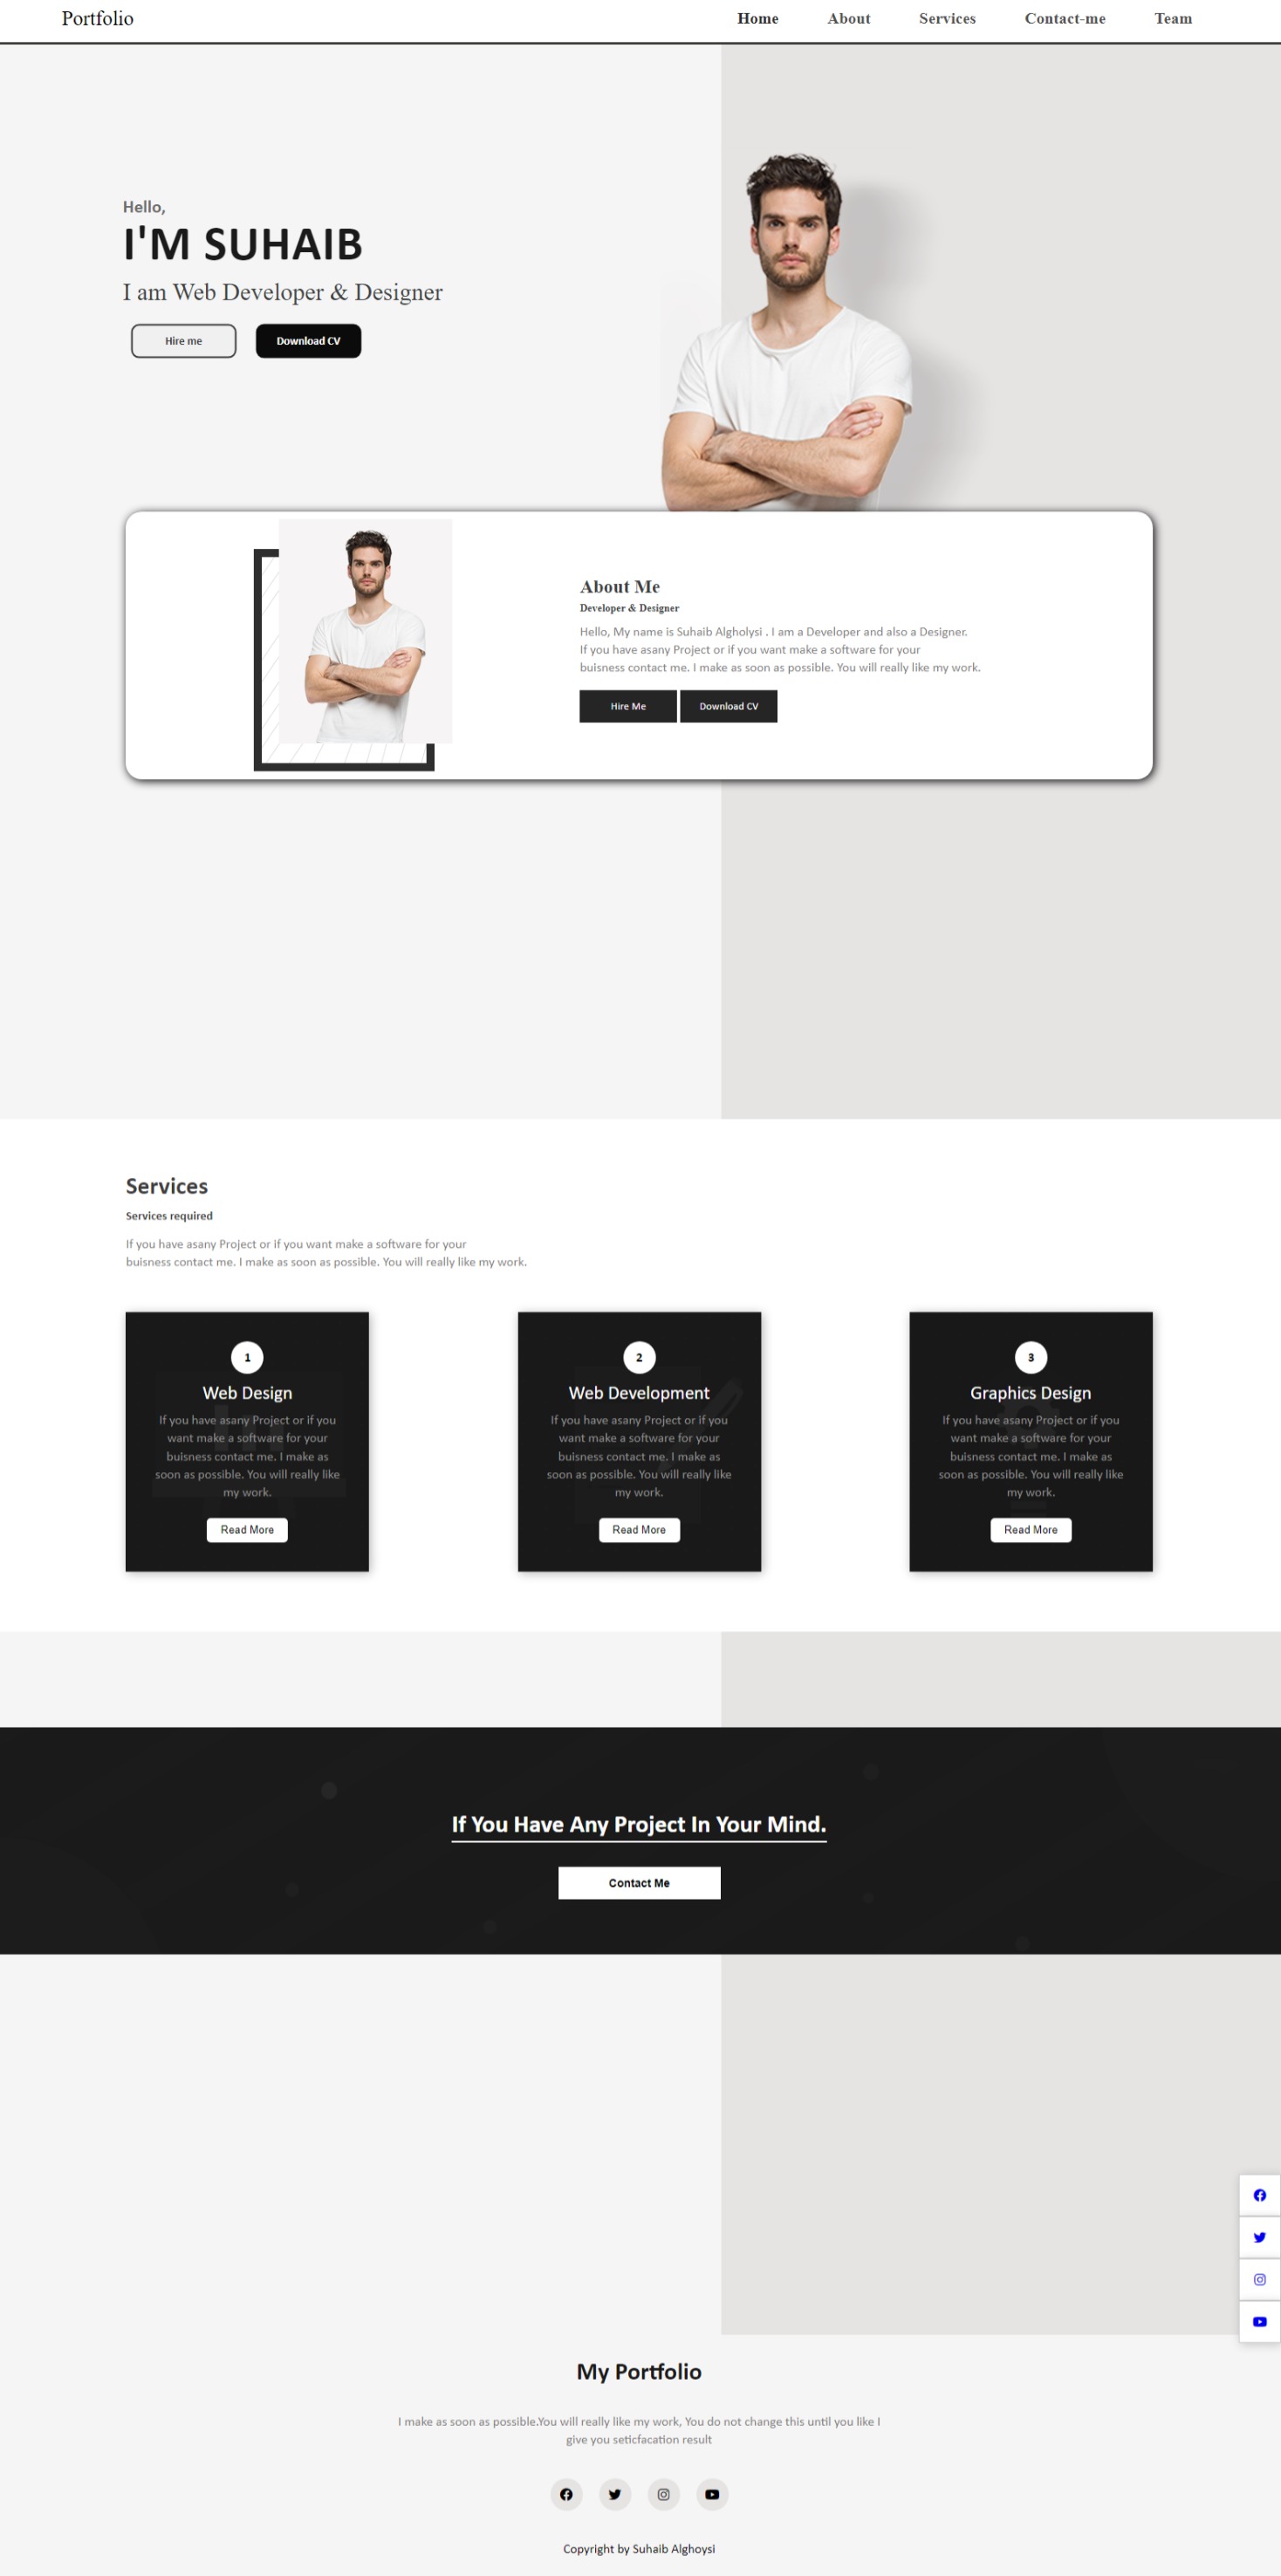 Portfolio
Home About Services Contact-me Team
Hello,
I'M SUHAIB
I am Web Developer & Designer
Hire me Download CV
About Me
Developer & Designer
Hello, My name is Suhaib Algholysi . I am a Developer and also a Designer.
If you have asany Project or if you want make a software for your
buisness contact me. I make as soon as possible. You will really like my work.
Hire Me Download CV
Services
Services required
If you have asany Project or if you want make a software for your
buisness contact me. I make as soon as possible. You will really like my work.
1
Web Design
If you have asany Project or if you
want make a software for your
buisness contact me. I make as
soon as possible. You will really like
my work.
Read More
2
Web Development
If you have asany Project or if you
want make a software for your
buisness contact me. I make as
soon as possible. You will really like
my work.
Read More
3
Graphics Design
If you have asany Project or if you
want make a software for your
buisness contact me. I make as
soon as possible. You will really like
my work.
Read More
If You Have Any Project In Your Mind.
Contact Me
My Portfolio
I make as soon as possible.You will really like my work, You do not change this until you like I
give you seticfacation result
Copyright by Suhaib Alghoysi